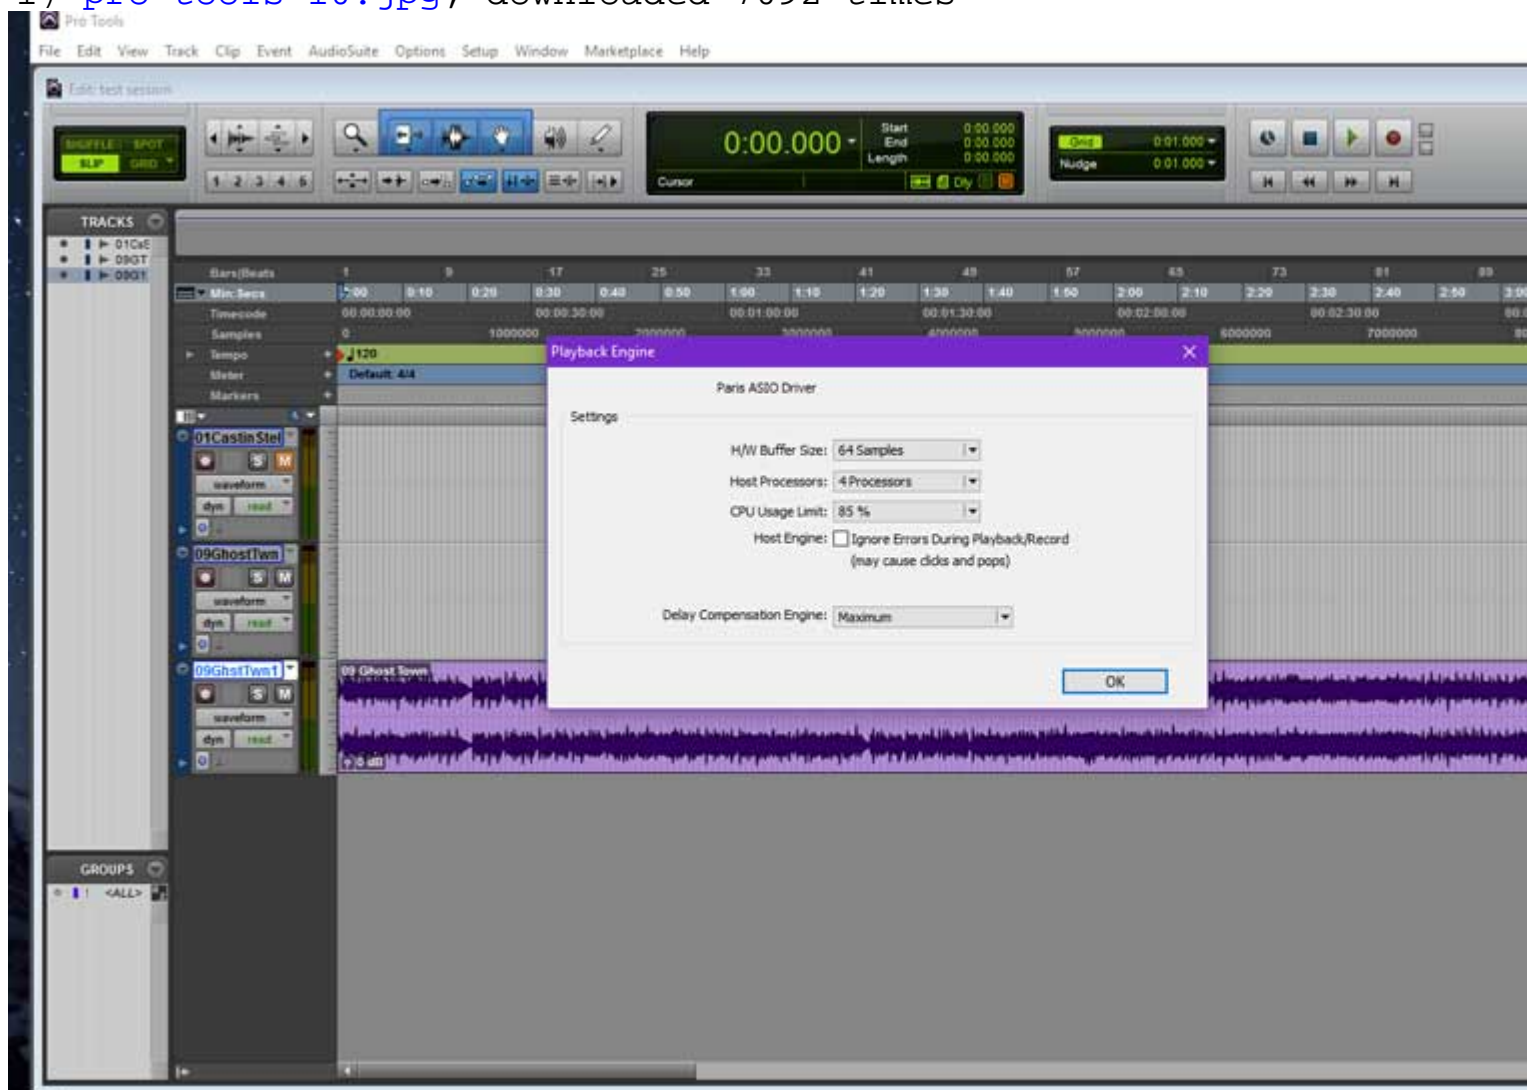 1) pro tools 10.jpg, downloaded 7092 times
Pro Tools
File Edit View Track Clip Event AudioSuite Options Setup Window Marketplace Help
Edit: test session
SHUFFLE SPOT
SLIP GRID
1 2 3 4 5
0:00.000
Start 0:00.000
End 0:00.000
Length 0:00.000
Cursor
Dly
Grid 0:01.000
Nudge 0:01.000
TRACKS
01CaS
09GT
09GT
Bars|Beats 1 9 17 25 33 41 49 57 65 73 81 89
Min:Secs 0:00 0:10 0:20 0:30 0:40 0:50 1:00 1:10 1:20 1:30 1:40 1:50 2:00 2:10 2:20 2:30 2:40 2:50 3:00
Timecode 00:00:00:00 00:00:30:00 00:01:00:00 00:01:30:00 00:02:00:00 00:02:30:00
Samples 0 1000000 2000000 3000000 4000000 5000000 6000000 7000000
Tempo 120
Meter Default: 4/4
Markers
Playback Engine
Paris ASIO Driver
Settings
H/W Buffer Size: 64 Samples
Host Processors: 4 Processors
CPU Usage Limit: 85 %
Host Engine: Ignore Errors During Playback/Record
(may cause clicks and pops)
Delay Compensation Engine: Maximum
OK
01CastinStel
S M
waveform
dyn read
09GhostTwn
S M
waveform
dyn read
09GhstTwn1
S M
waveform
dyn read
09 Ghost Town
0 dB
GROUPS
! <ALL>